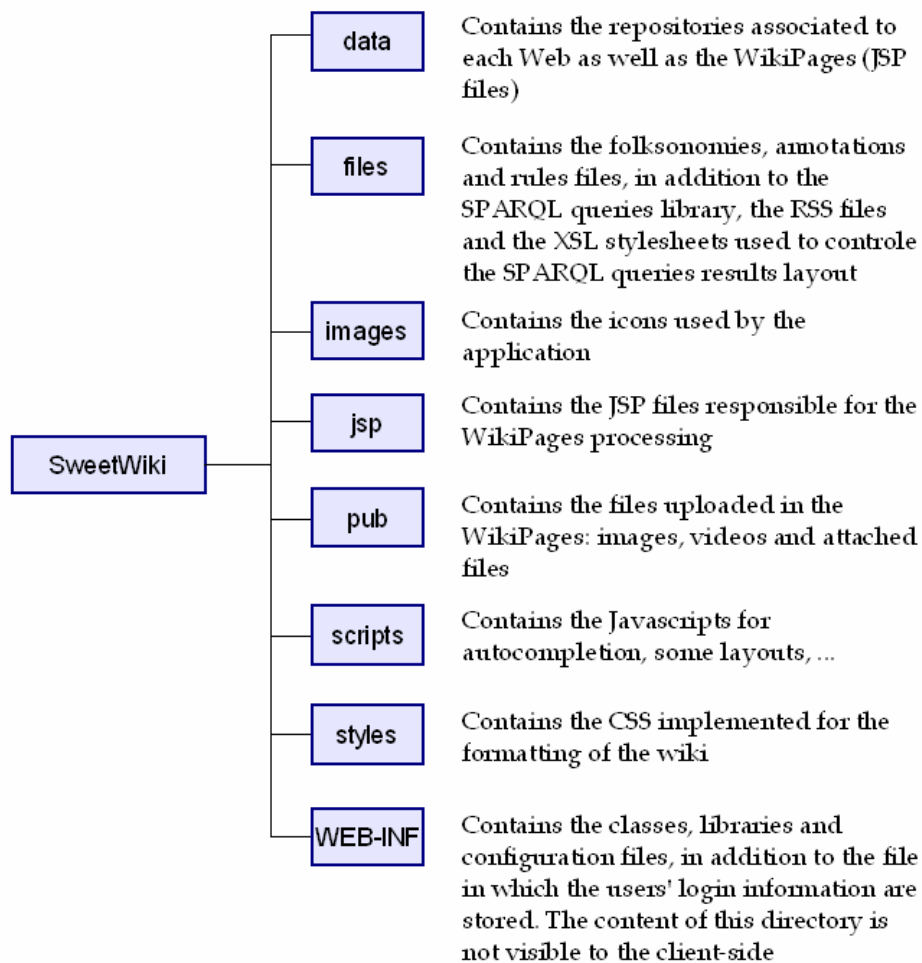 data
Contains the repositories associated to
each Web as well as the WikiPages (JSP
files)
files
Contains the folksonomies, annotations
and rules files, in addition to the
SPARQL queries library, the RSS files
and the XSL stylesheets used to controle
the SPARQL queries results layout
images
Contains the icons used by the
application
jsp
Contains the JSP files responsible for the
WikiPages processing
SweetWiki
pub
Contains the files uploaded in the
WikiPages: images, videos and attached
files
scripts
Contains the Javascripts for
autocompletion, some layouts, ...
styles
Contains the CSS implemented for the
formatting of the wiki
WEB-INF
Contains the classes, libraries and
configuration files, in addition to the file
in which the users' login information are
stored. The content of this directory is
not visible to the client-side